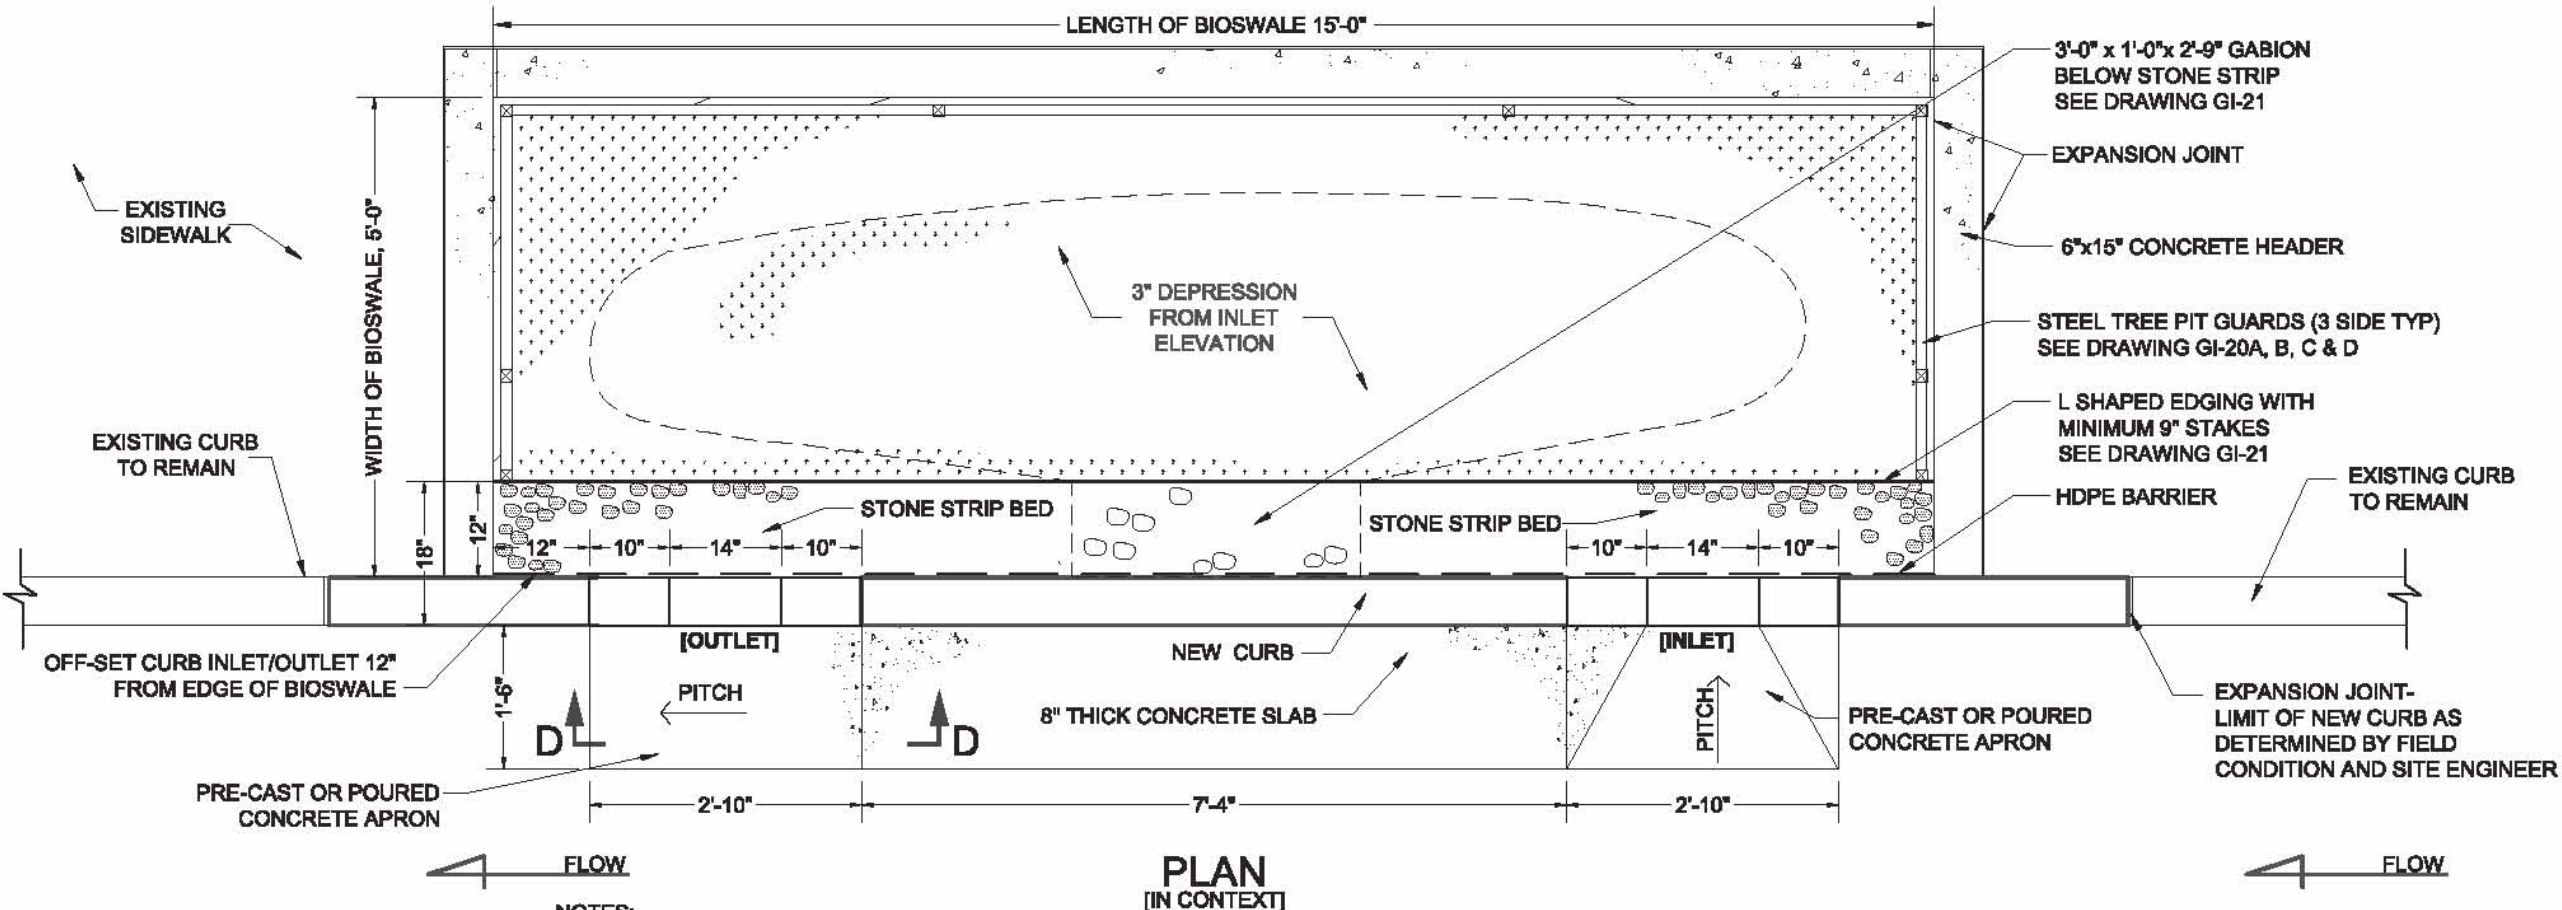 LENGTH OF BIOSWALE 15'-0"
3'-0" x 1'-0"x 2'-9" GABION
BELOW STONE STRIP
SEE DRAWING GI-21
EXPANSION JOINT
EXISTING
SIDEWALK
WIDTH OF BIOSWALE, 5'-0"
6"x15" CONCRETE HEADER
3" DEPRESSION
FROM INLET
ELEVATION
STEEL TREE PIT GUARDS (3 SIDE TYP)
SEE DRAWING GI-20A, B, C & D
L SHAPED EDGING WITH
MINIMUM 9" STAKES
SEE DRAWING GI-21
EXISTING CURB
TO REMAIN
EXISTING CURB
TO REMAIN
HDPE BARRIER
STONE STRIP BED
STONE STRIP BED
18"
12"
12"
10"
14"
10"
10"
14"
10"
[OUTLET]
[INLET]
OFF-SET CURB INLET/OUTLET 12"
FROM EDGE OF BIOSWALE
NEW CURB
1'-6"
PITCH
D
D
8" THICK CONCRETE SLAB
PITCH
PRE-CAST OR POURED
CONCRETE APRON
EXPANSION JOINT-
LIMIT OF NEW CURB AS
DETERMINED BY FIELD
CONDITION AND SITE ENGINEER
PRE-CAST OR POURED
CONCRETE APRON
2'-10"
7'-4"
2'-10"
FLOW
PLAN
[IN CONTEXT]
FLOW
NOTES: